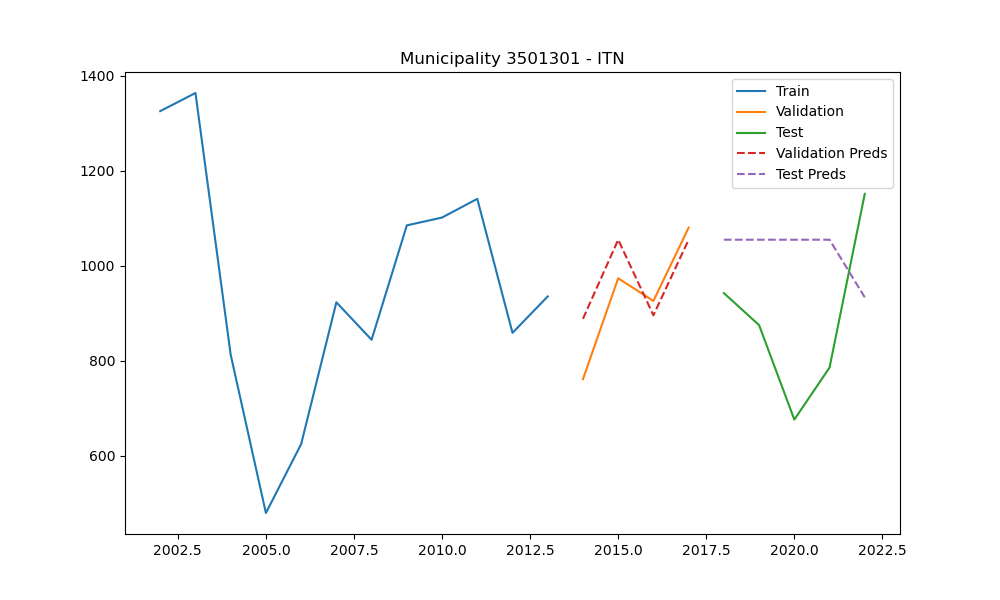 Municipality 3501301 - ITN
1400
1200
1000
800
600
Train
Validation
Test
Validation Preds
Test Preds
2002.5 2005.0 2007.5 2010.0 2012.5 2015.0 2017.5 2020.0 2022.5